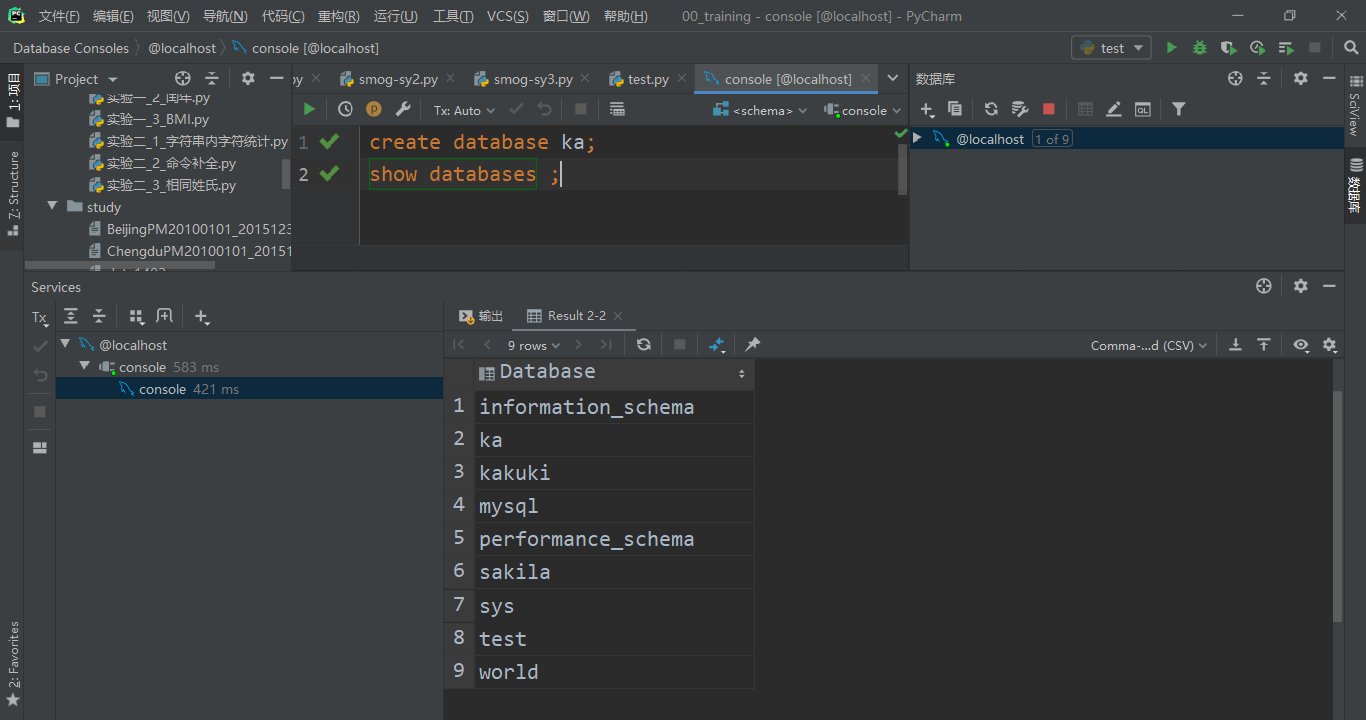 文件(F) 编辑(E) 视图(V) 导航(N) 代码(C) 重构(R) 运行(U) 工具(T) VCS(S) 窗口(W) 帮助(H) 00_training - console [@localhost] - PyCharm
Database Consoles @localhost console [@localhost] test
1: 项目
7: Structure
2: Favorites
Project
实验一_2_闰年.py
实验一_3_BMI.py
实验二_1_字符串内字符统计.py
实验二_2_命令补全.py
实验二_3_相同姓氏.py
study
BeijingPM20100101_2015123
ChengduPM20100101_20151
py smog-sy2.py smog-sy3.py test.py console [@localhost]
Tx: Auto <schema> console
1 create database ka;
2 show databases ;
数据库
@localhost 1 of 9
SciView
数据库
Services
Tx
@localhost
console 583 ms
console 421 ms
输出 Result 2-2
9 rows Comma-...d (CSV)
Database
1 information_schema
2 ka
3 kakuki
4 mysql
5 performance_schema
6 sakila
7 sys
8 test
9 world